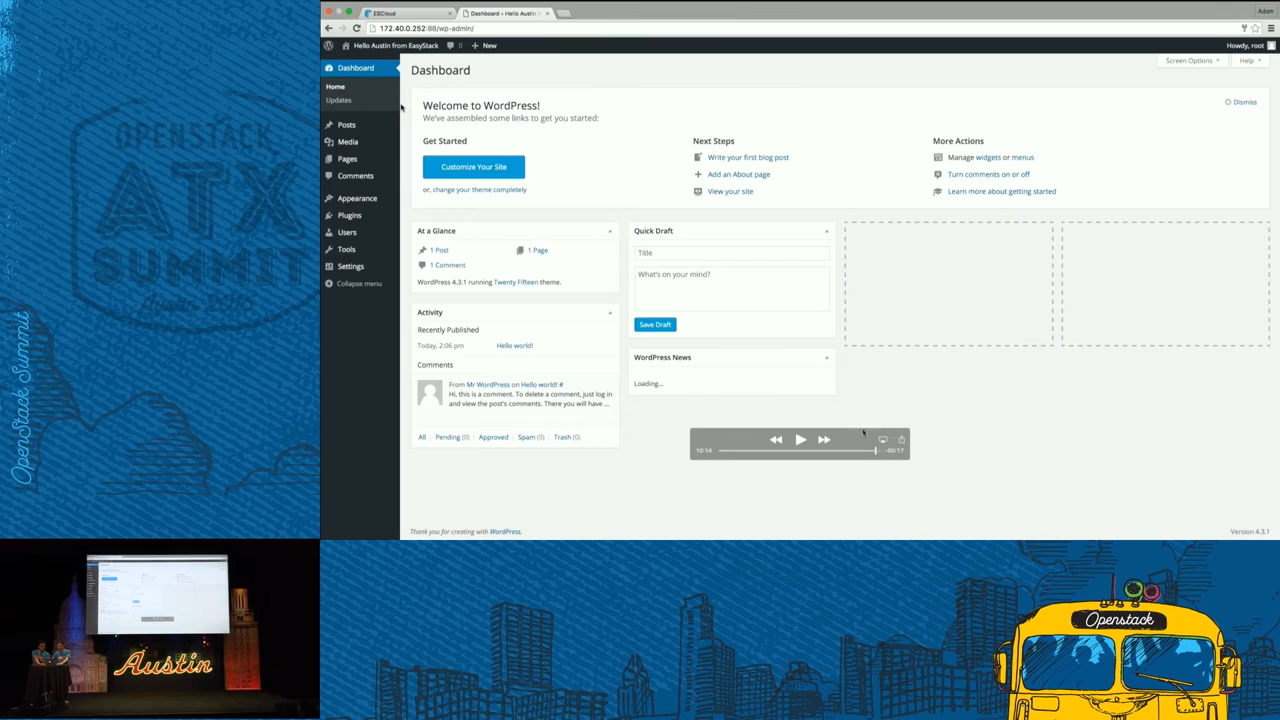 ESCloud
Dashboard ‹ Hello Austin
Adam
172.40.0.252:88/wp-admin/
Hello Austin from EasyStack
0
New
Howdy, root
Dashboard
Home
Updates
Posts
Media
Pages
Comments
Appearance
Plugins
Users
Tools
Settings
Collapse menu
Dashboard
Screen Options
Help
Welcome to WordPress!
We've assembled some links to get you started:
Dismiss
Get Started
Customize Your Site
or, change your theme completely
Next Steps
Write your first blog post
Add an About page
View your site
More Actions
Manage widgets or menus
Turn comments on or off
Learn more about getting started
At a Glance
1 Post
1 Page
1 Comment
WordPress 4.3.1 running Twenty Fifteen theme.
Activity
Recently Published
Today, 2:06 pm
Hello world!
Comments
From Mr WordPress on Hello world! #
Hi, this is a comment. To delete a comment, just log in
and view the post's comments. There you will have ...
All | Pending (0) | Approved | Spam (0) | Trash (0)
Quick Draft
Title
What's on your mind?
Save Draft
WordPress News
Loading...
10:14
-00:17
Thank you for creating with WordPress.
Version 4.3.1
OPENSTACK
OpenStack Summit
Austin
Openstack